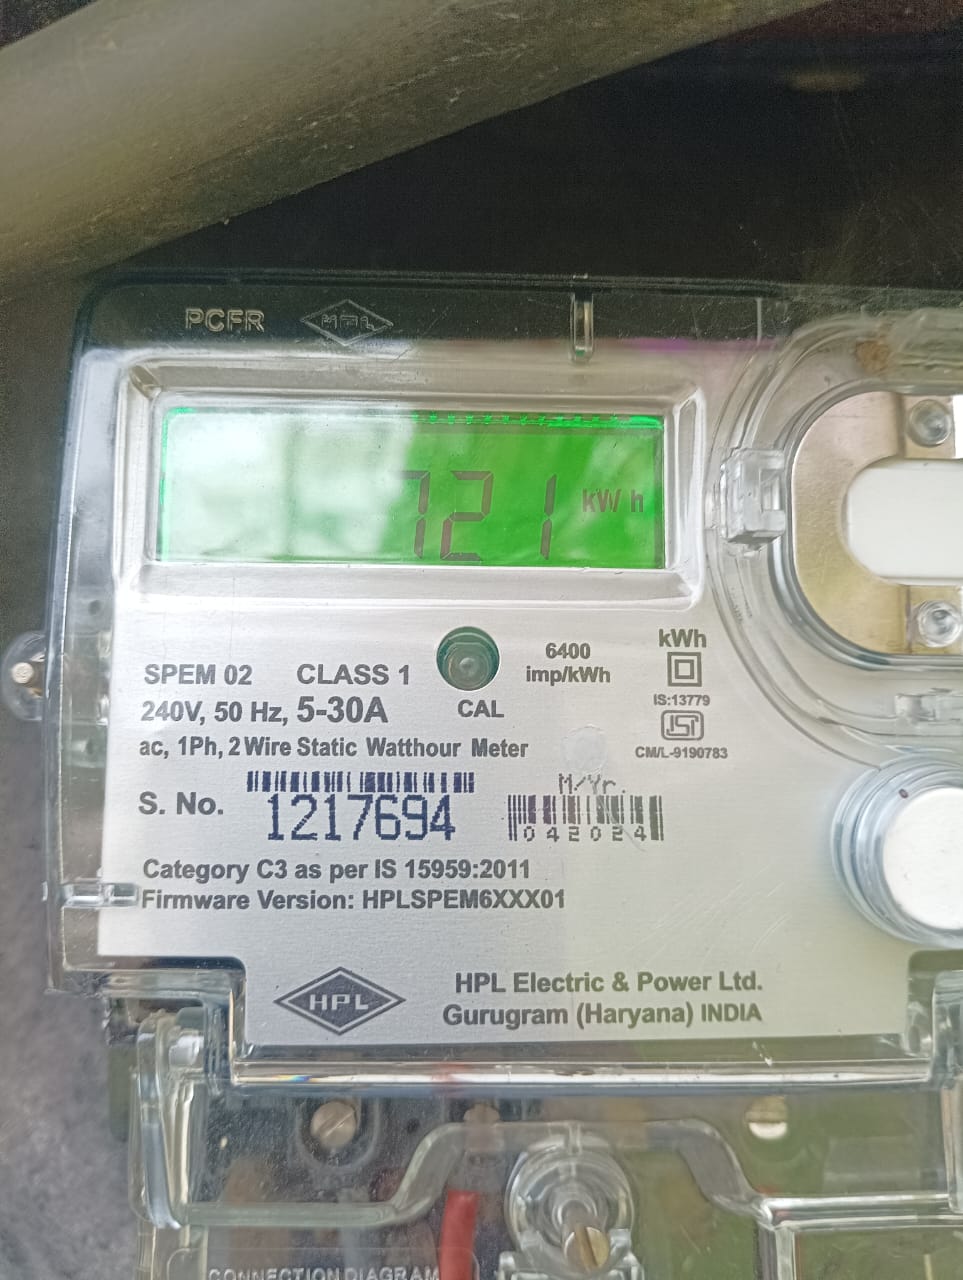 PCFR HPL
721 kWh
SPEM 02 CLASS 1
6400
imp/kWh
kWh
240V, 50 Hz, 5-30A
CAL
IS:13779
ISI
CM/L-9190783
ac, 1Ph, 2 Wire Static Watthour Meter
M/Yr.
S. No. 1217694
042024
Category C3 as per IS 15959:2011
Firmware Version: HPLSPEM6XXX01
HPL
HPL Electric & Power Ltd.
Gurugram (Haryana) INDIA
CONNECTION DIAGRAM